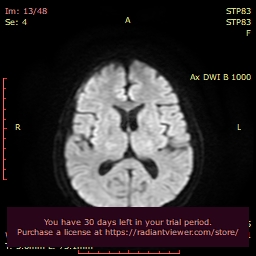 Im: 13/48
Se: 4
A
STP83
STP83
F
Ax DWI B 1000
R
L
You have 30 days left in your trial period.
Purchase a license at https://radiantviewer.com/store/